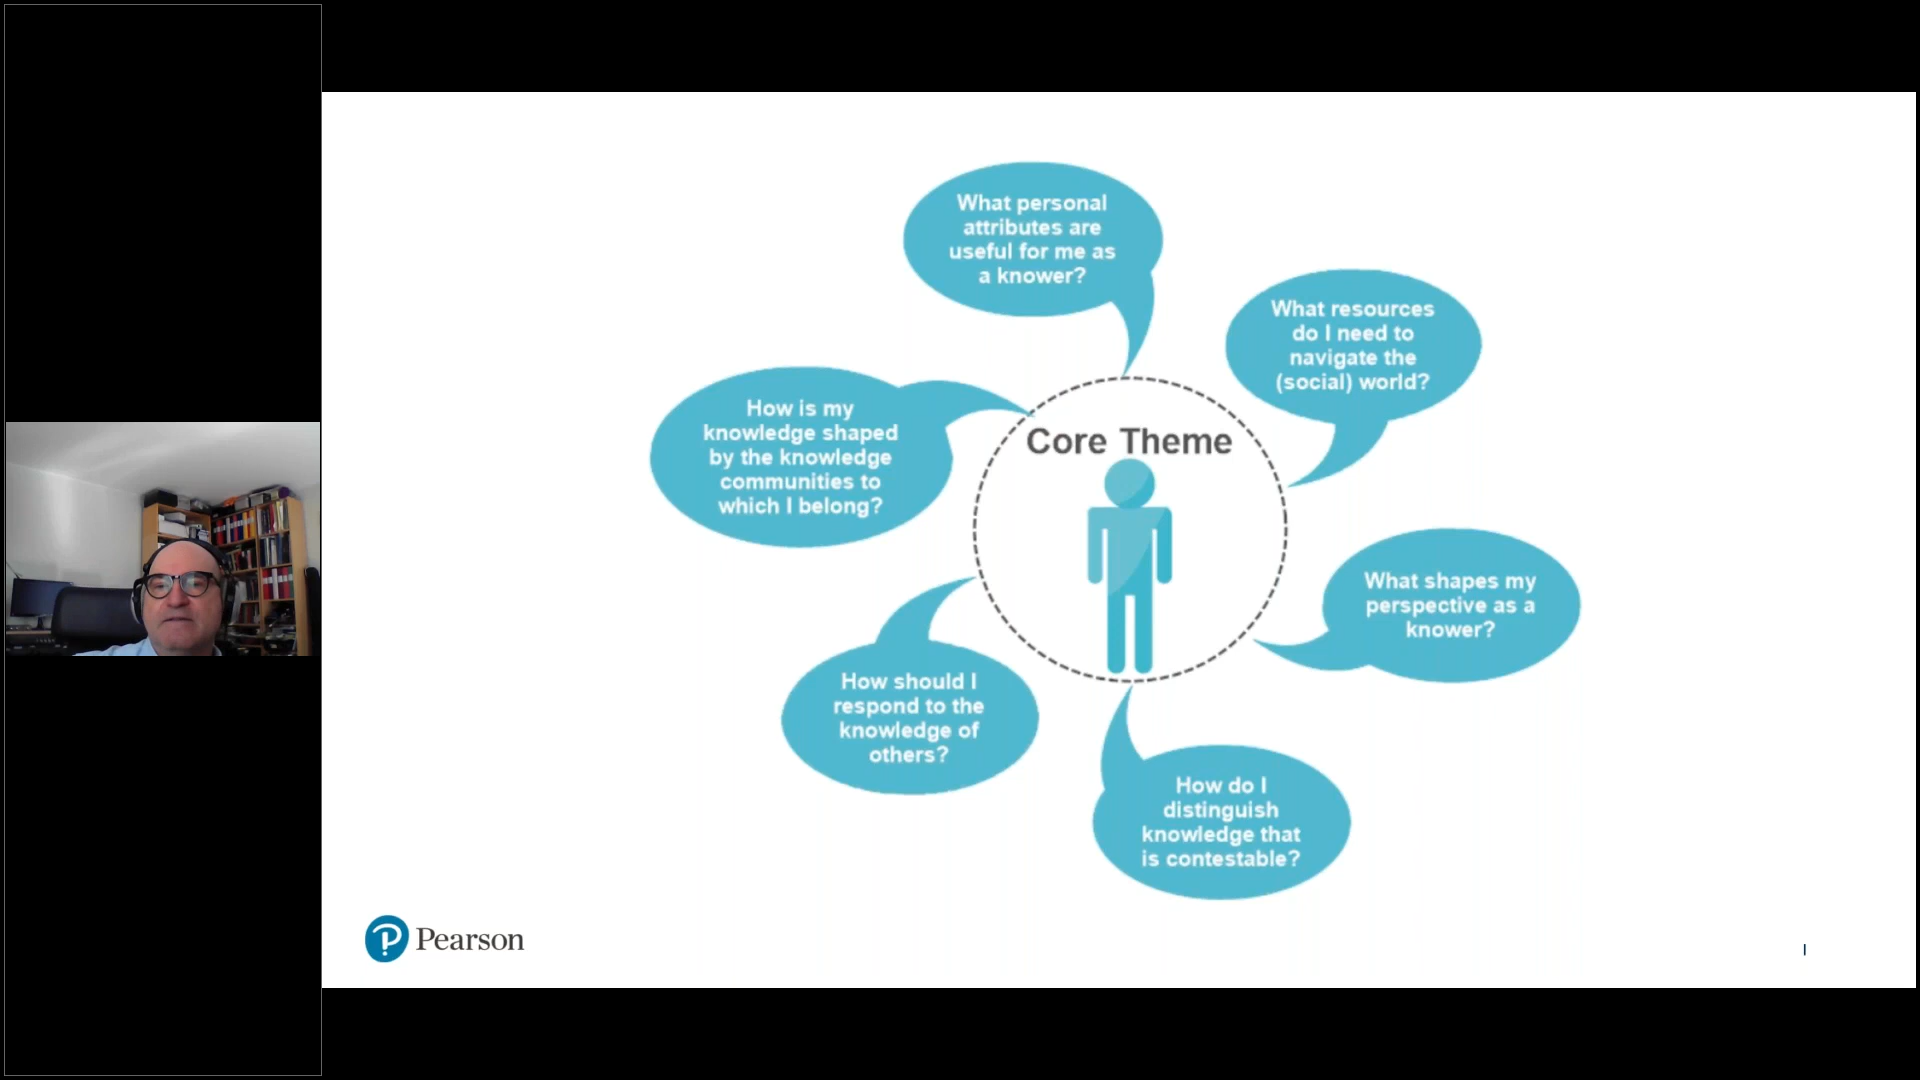 What personal
attributes are
useful for me as
a knower?
What resources
do I need to
navigate the
(social) world?
How is my
knowledge shaped
by the knowledge
communities to
which I belong?
Core Theme
What shapes my
perspective as a
knower?
How should I
respond to the
knowledge of
others?
How do I
distinguish
knowledge that
is contestable?
Pearson